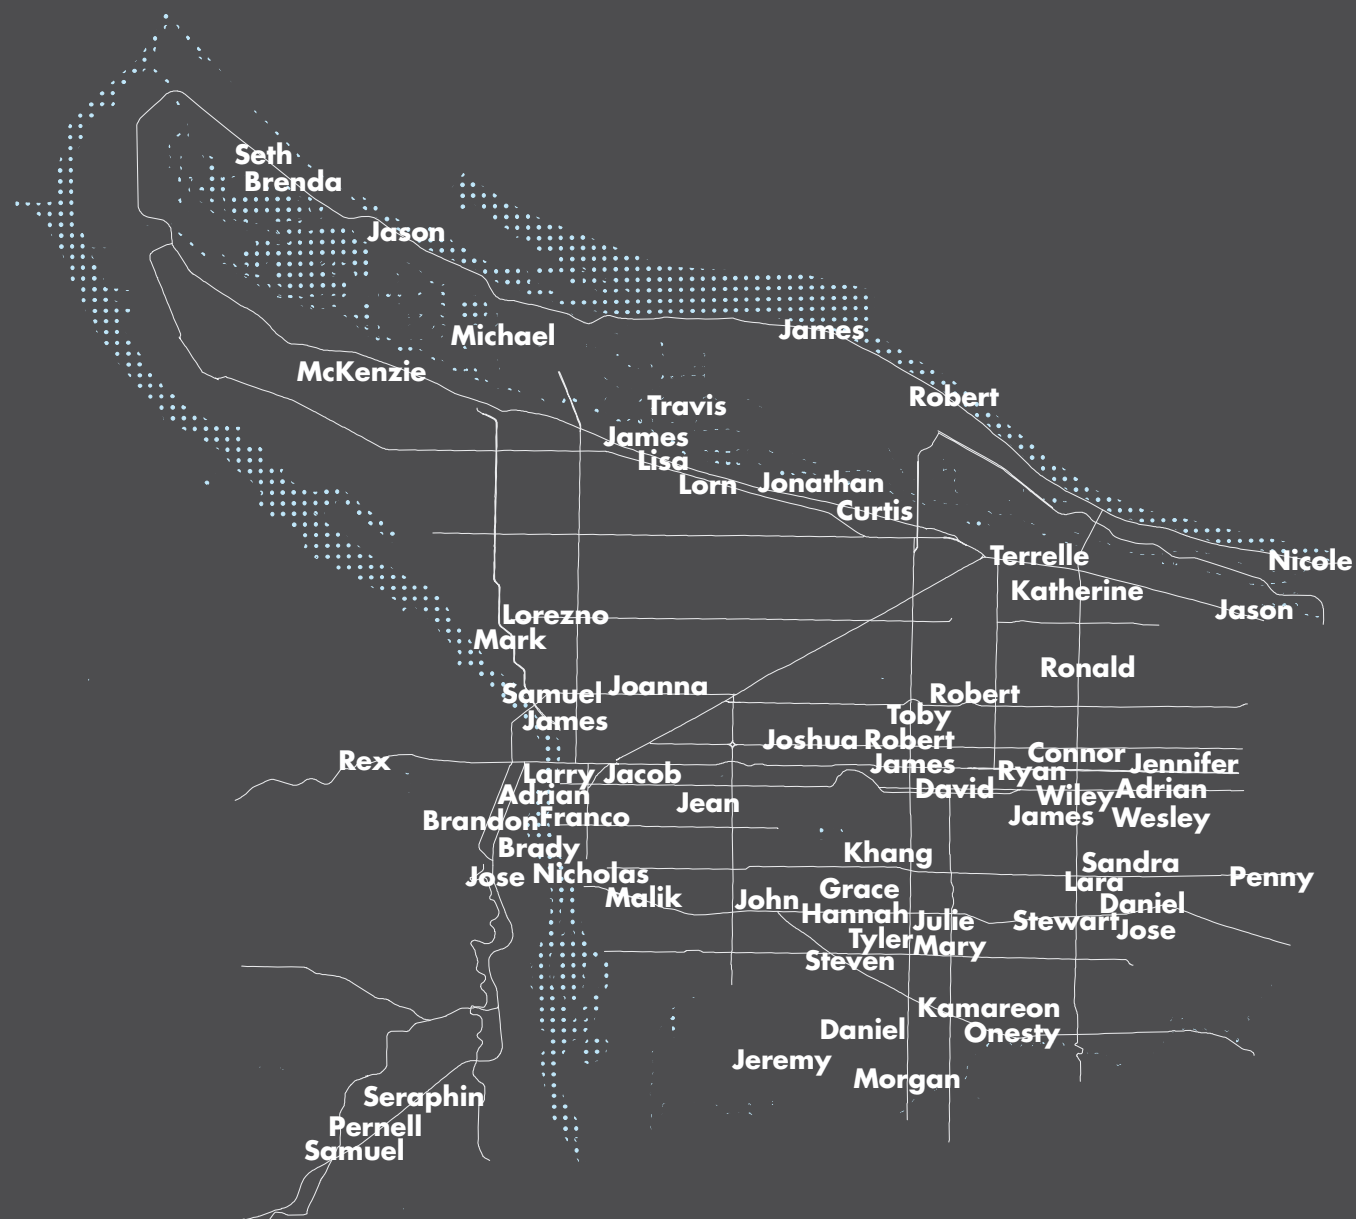 Seth
Brenda
Jason
Michael
James
McKenzie
Robert
Travis
James
Lisa
Lorn
Jonathan
Curtis
Terrelle
Nicole
Katherine
Jason
Lorezno
Mark
Ronald
Samuel
Joanna
Robert
James
Toby
Joshua
Robert
Connor
Rex
James
Ryan
Jennifer
Larry
Jacob
David
Wiley
Adrian
Adrian
Jean
Brandon
Franco
James
Wesley
Brady
Khang
Sandra
Jose
Nicholas
Lara
Penny
Malik
John
Grace
Daniel
Hannah
Julie
Stewart
Jose
Tyler
Mary
Steven
Kamareon
Daniel
Onesty
Jeremy
Morgan
Seraphin
Pernell
Samuel